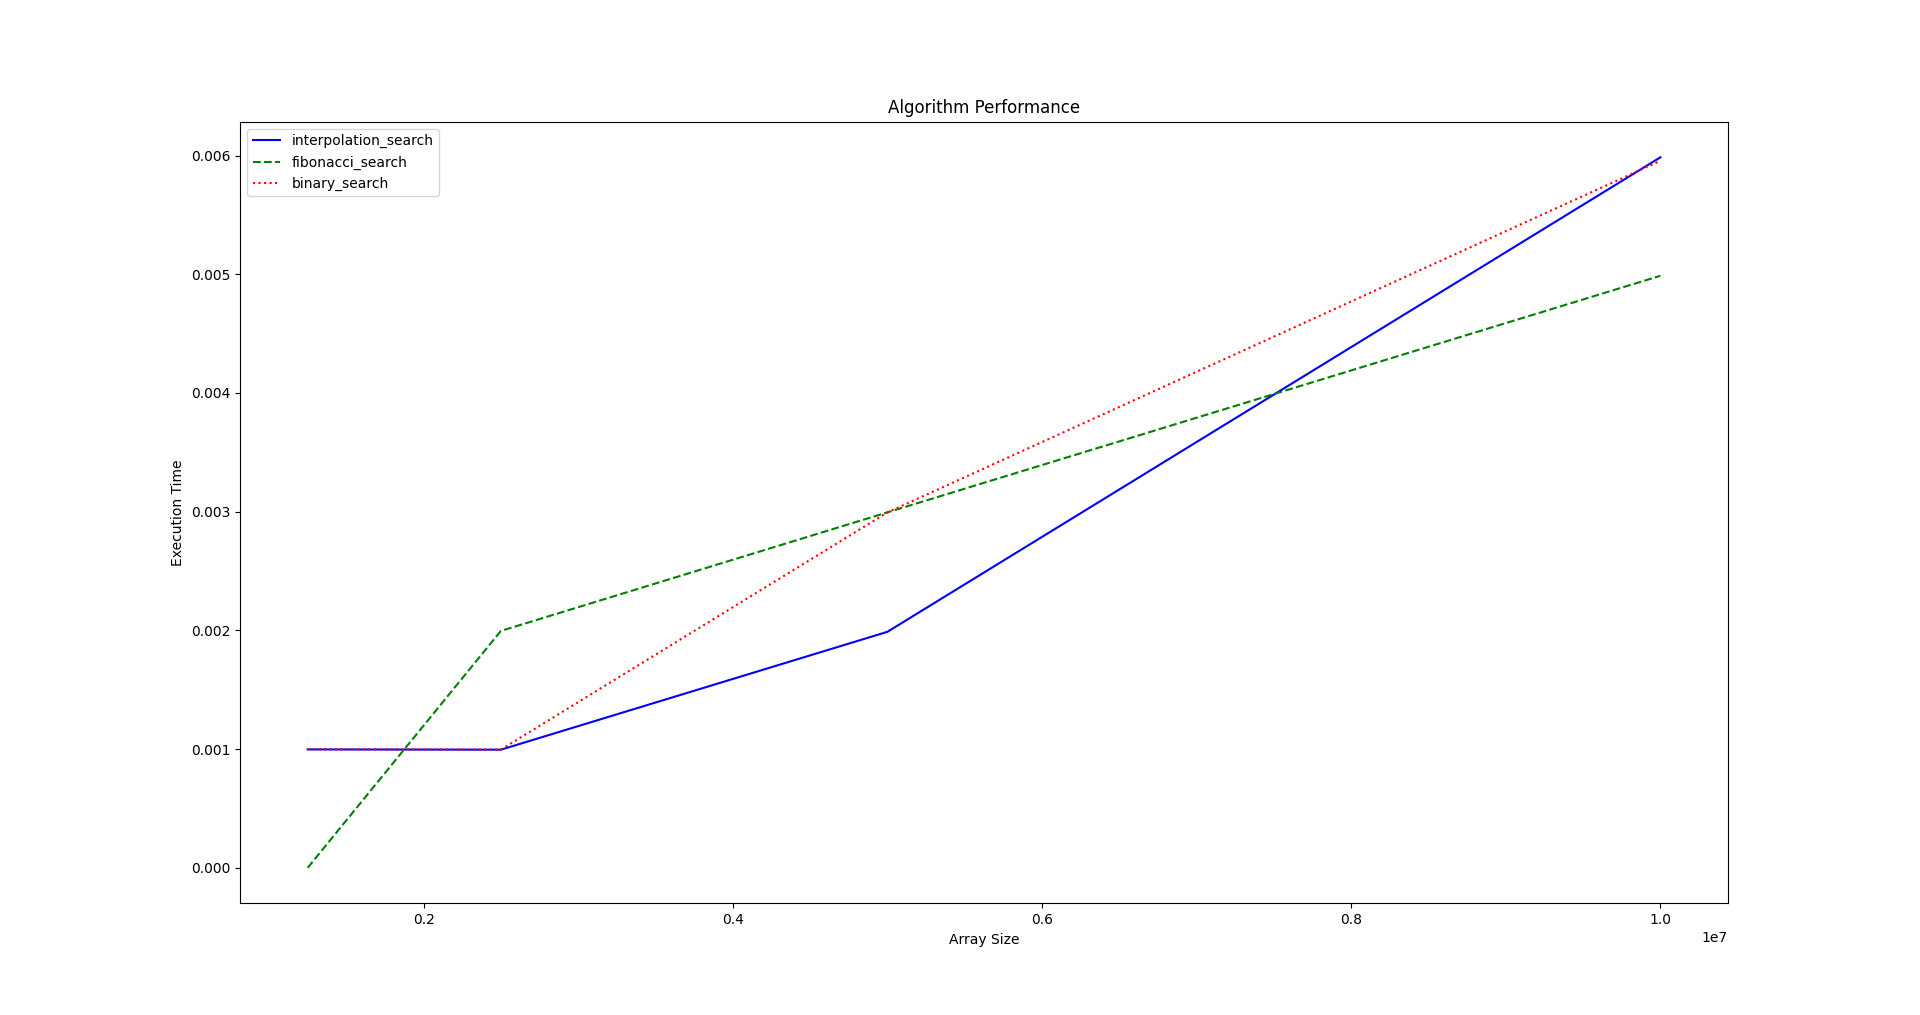 Algorithm Performance
interpolation_search
fibonacci_search
binary_search
0.006
0.005
0.004
0.003
0.002
0.001
0.000
Execution Time
0.2 0.4 0.6 0.8 1.0
Array Size
1e7